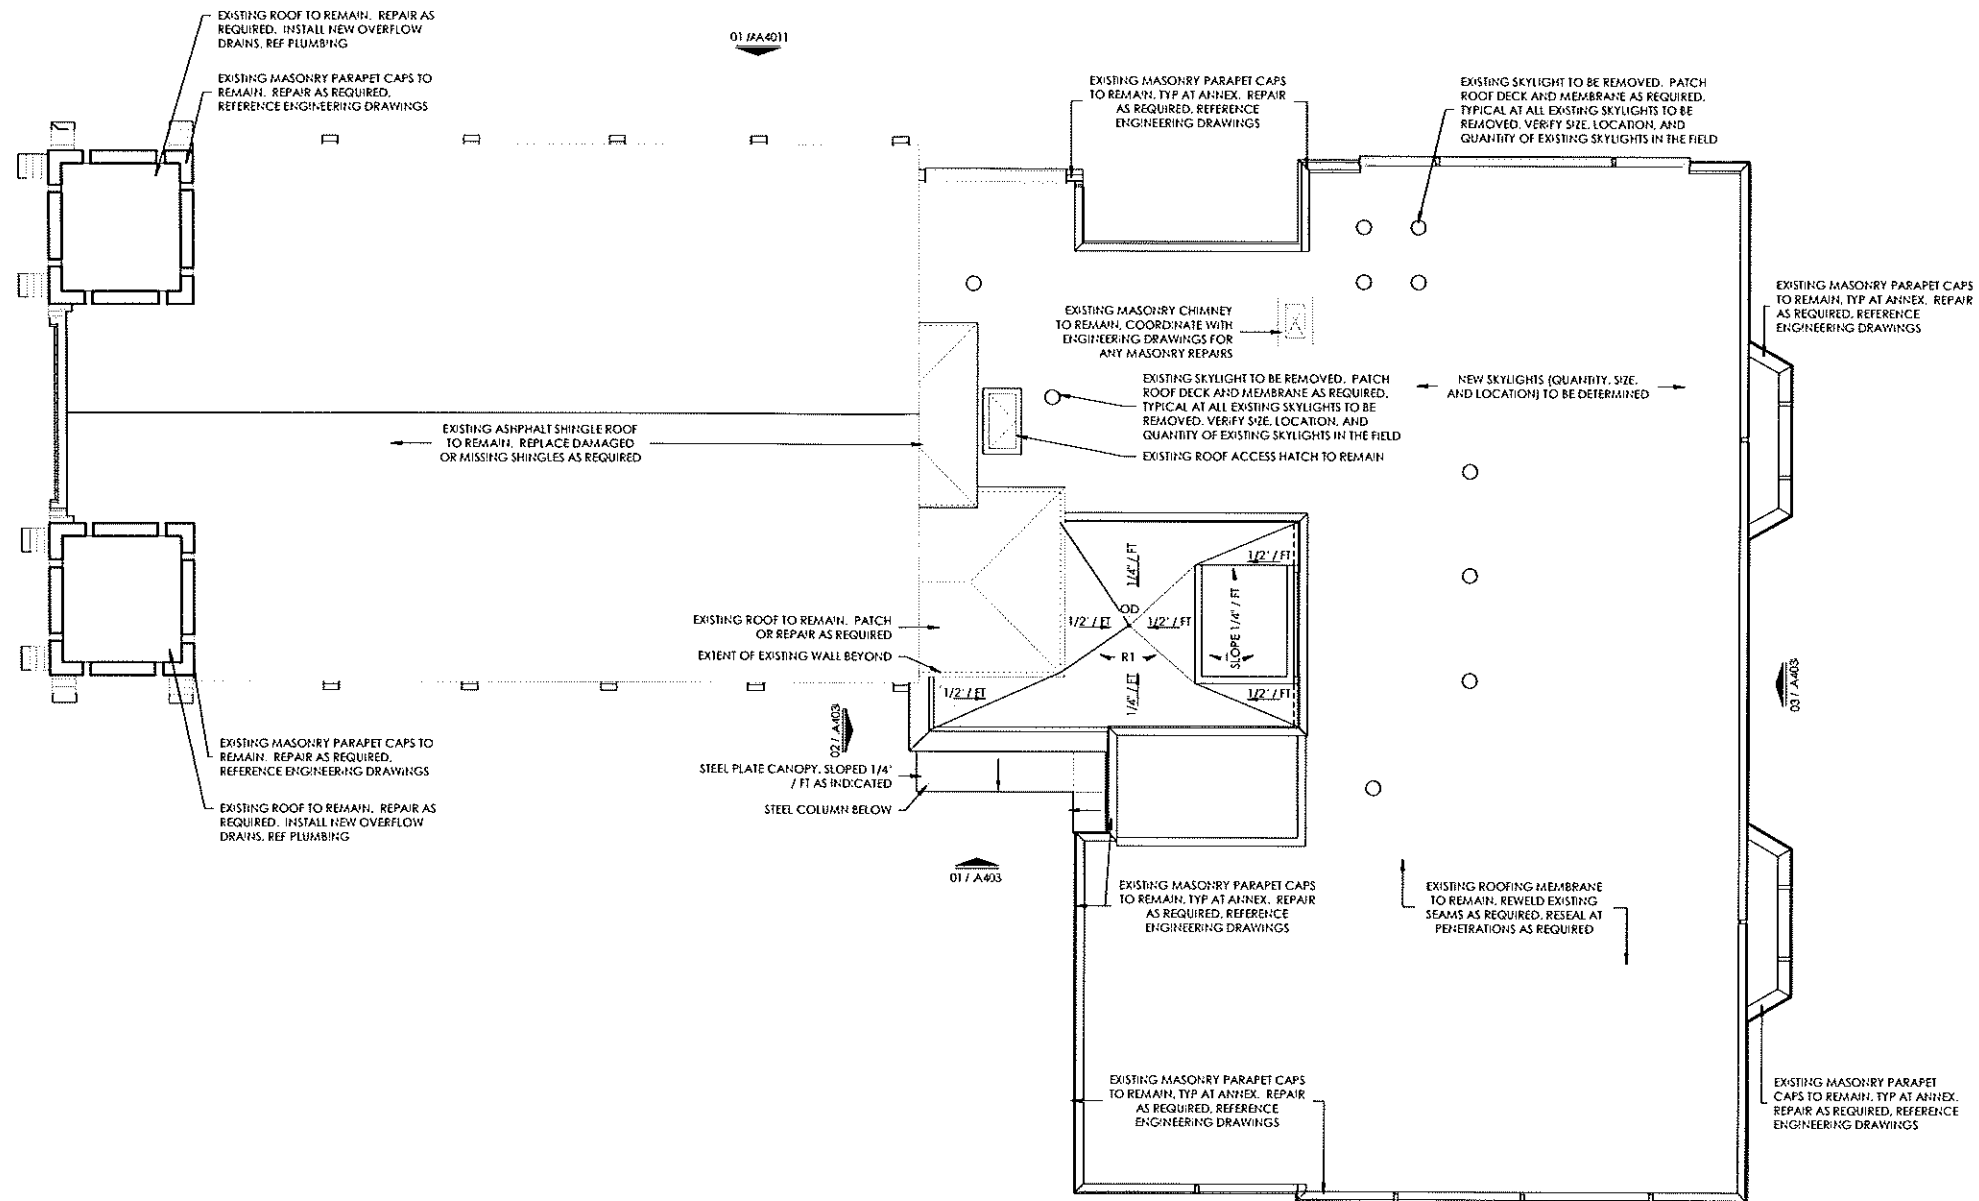 EXISTING ROOF TO REMAIN. REPAIR AS
REQUIRED. INSTALL NEW OVERFLOW
DRAINS, REF PLUMBING
EXISTING MASONRY PARAPET CAPS TO
REMAIN. REPAIR AS REQUIRED,
REFERENCE ENGINEERING DRAWINGS
01 /AA4011
EXISTING MASONRY PARAPET CAPS
TO REMAIN, TYP AT ANNEX. REPAIR
AS REQUIRED, REFERENCE
ENGINEERING DRAWINGS
EXISTING SKYLIGHT TO BE REMOVED. PATCH
ROOF DECK AND MEMBRANE AS REQUIRED.
TYPICAL AT ALL EXISTING SKYLIGHTS TO BE
REMOVED. VERIFY SIZE, LOCATION, AND
QUANTITY OF EXISTING SKYLIGHTS IN THE FIELD
EXISTING MASONRY PARAPET CAPS
TO REMAIN, TYP AT ANNEX. REPAIR
AS REQUIRED, REFERENCE
ENGINEERING DRAWINGS
EXISTING MASONRY CHIMNEY
TO REMAIN, COORDINATE WITH
ENGINEERING DRAWINGS FOR
ANY MASONRY REPAIRS
EXISTING SKYLIGHT TO BE REMOVED. PATCH
ROOF DECK AND MEMBRANE AS REQUIRED.
TYPICAL AT ALL EXISTING SKYLIGHTS TO BE
REMOVED. VERIFY SIZE, LOCATION, AND
QUANTITY OF EXISTING SKYLIGHTS IN THE FIELD
EXISTING ROOF ACCESS HATCH TO REMAIN
NEW SKYLIGHTS (QUANTITY, SIZE,
AND LOCATION) TO BE DETERMINED
EXISTING ASHPHALT SHINGLE ROOF
TO REMAIN. REPLACE DAMAGED
OR MISSING SHINGLES AS REQUIRED
1/4" / FT
1/2" / FT
OD
SLOPE 1/4" / FT
1/2" / FT
1/2" / FT
R1
1/4" / FT
1/2" / FT
1/2" / FT
EXISTING ROOF TO REMAIN. PATCH
OR REPAIR AS REQUIRED
EXTENT OF EXISTING WALL BEYOND
02 / A403
03 / A403
STEEL PLATE CANOPY, SLOPED 1/4"
/ FT AS INDICATED
STEEL COLUMN BELOW
01 / A403
EXISTING MASONRY PARAPET CAPS TO
REMAIN. REPAIR AS REQUIRED,
REFERENCE ENGINEERING DRAWINGS
EXISTING ROOF TO REMAIN. REPAIR AS
REQUIRED. INSTALL NEW OVERFLOW
DRAINS, REF PLUMBING
EXISTING MASONRY PARAPET CAPS
TO REMAIN, TYP AT ANNEX. REPAIR
AS REQUIRED, REFERENCE
ENGINEERING DRAWINGS
EXISTING ROOFING MEMBRANE
TO REMAIN. REWELD EXISTING
SEAMS AS REQUIRED, RESEAL AT
PENETRATIONS AS REQUIRED
EXISTING MASONRY PARAPET CAPS
TO REMAIN, TYP AT ANNEX. REPAIR
AS REQUIRED, REFERENCE
ENGINEERING DRAWINGS
EXISTING MASONRY PARAPET
CAPS TO REMAIN, TYP AT ANNEX.
REPAIR AS REQUIRED, REFERENCE
ENGINEERING DRAWINGS